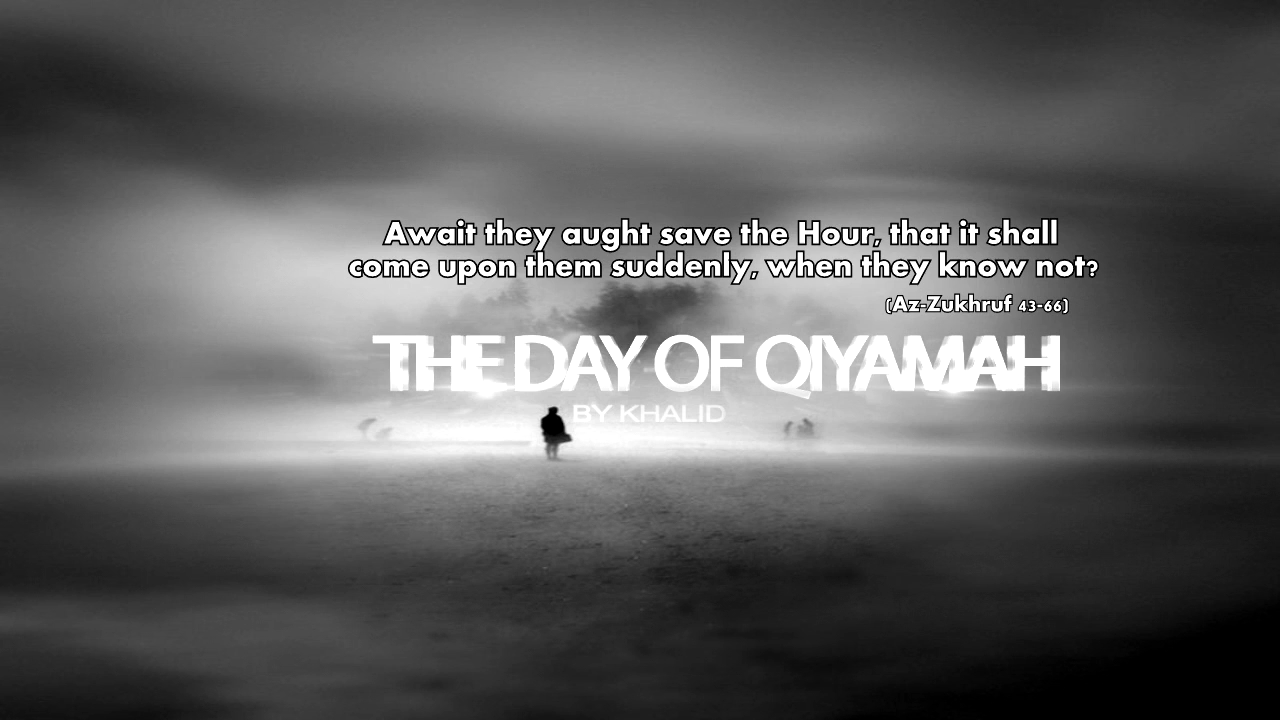 Await they aught save the Hour, that it shall
come upon them suddenly, when they know not?
(Az-Zukhruf 43-66)
THE DAY OF QIYAMAH
BY KHALID